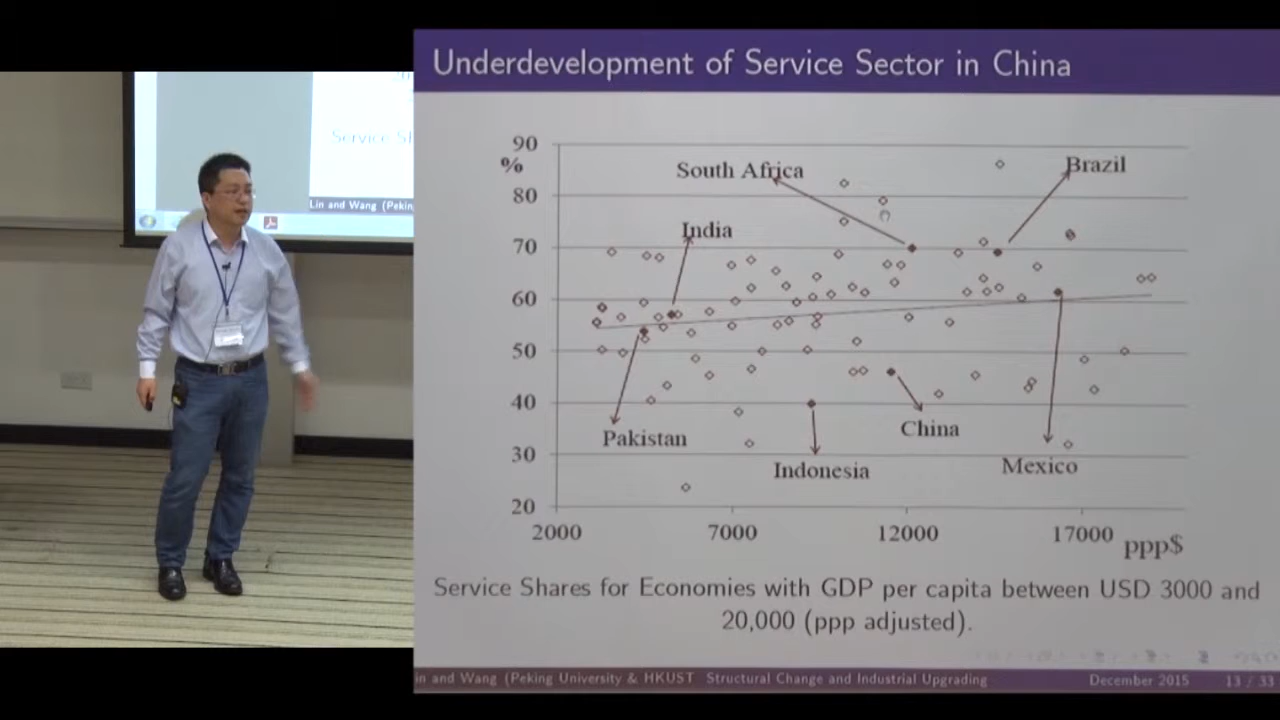 Underdevelopment of Service Sector in China
90
%
80
70
60
50
40
30
20
South Africa
Brazil
India
Pakistan
China
Indonesia
Mexico
2000
7000
12000
17000
ppp$
Service Shares for Economies with GDP per capita between USD 3000 and
20,000 (ppp adjusted).
in and Wang (Peking University & HKUST
Structural Change and Industrial Upgrading
December 2015
13 / 33
Service S
Lin and Wang (Peking